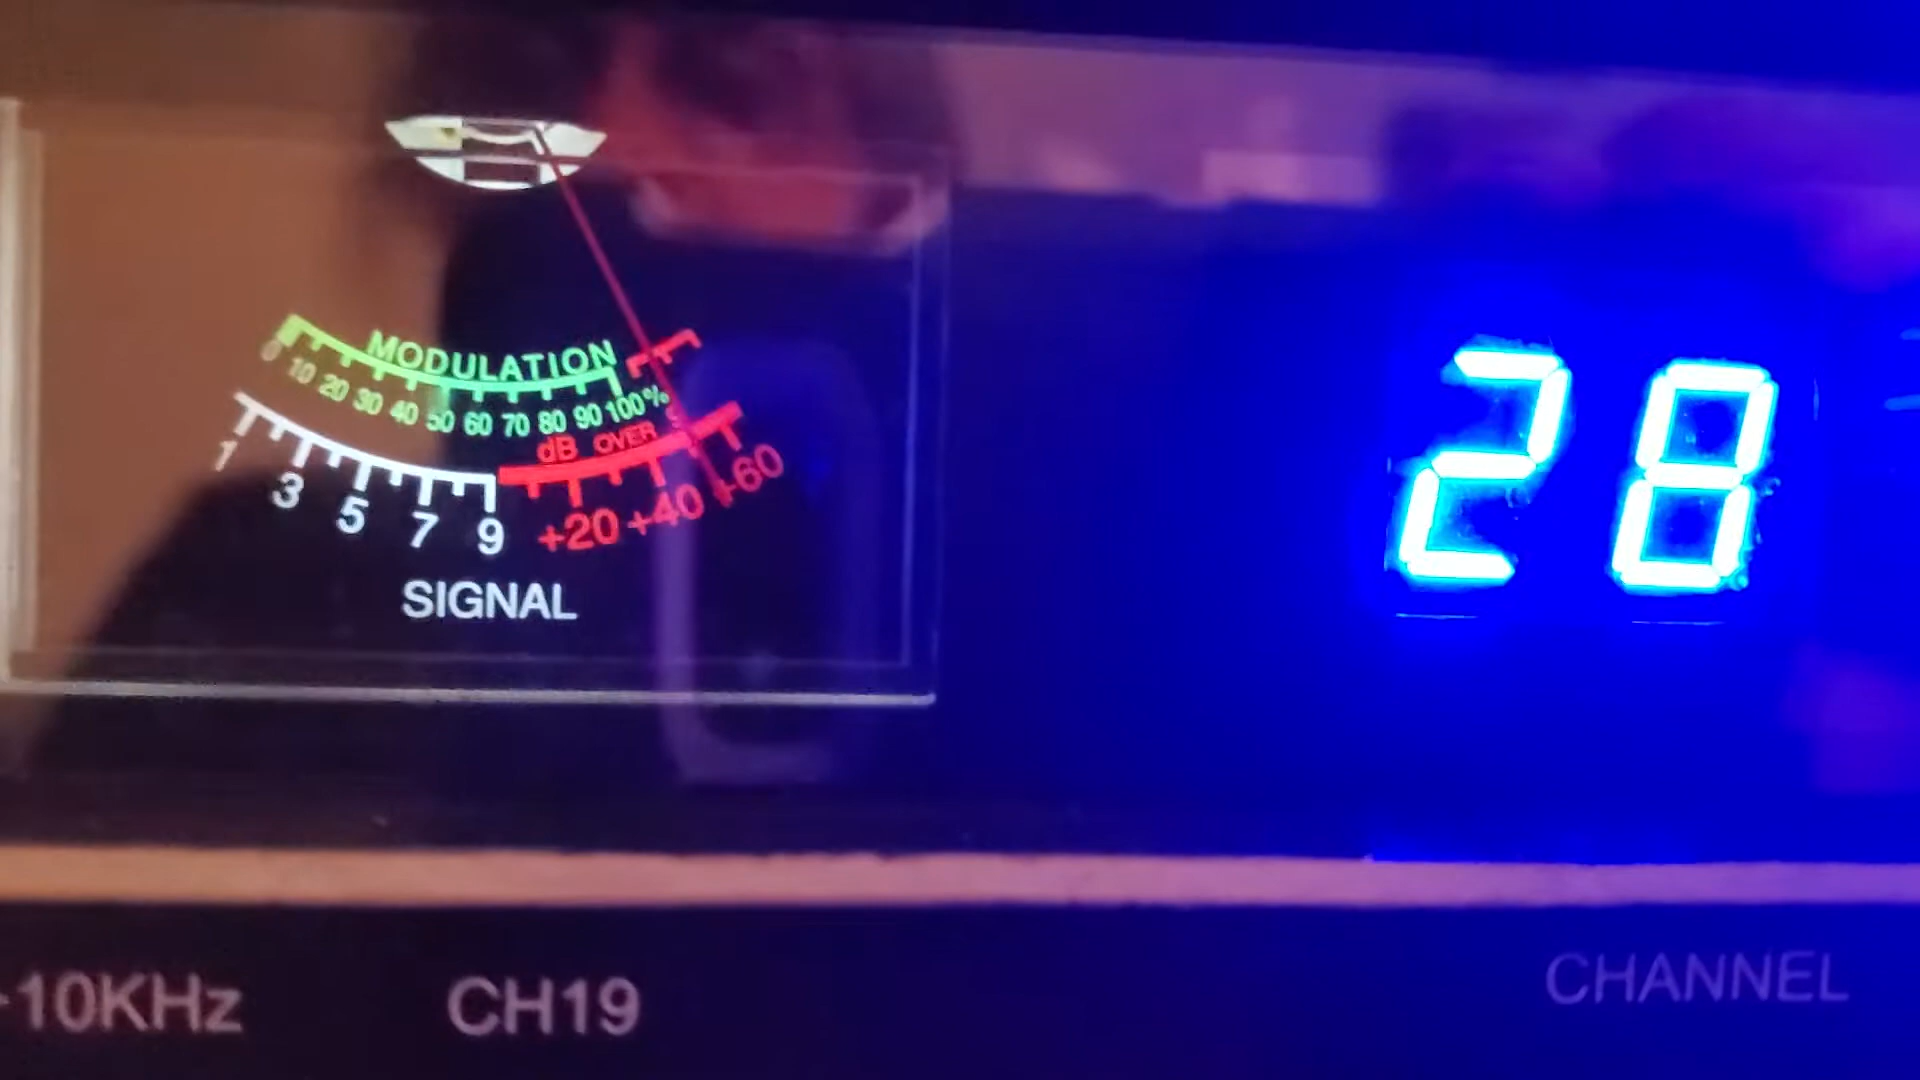 MODULATION
0 10 20 30 40 50 60 70 80 90 100%
dB OVER 9
1 3 5 7 9 +20 +40 +60
SIGNAL
28
+10KHz CH19 CHANNEL